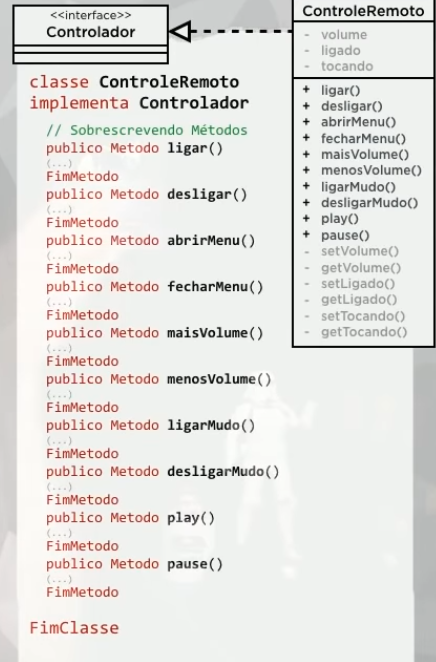 <<interface>>
Controlador
ControleRemoto
- volume
- ligado
- tocando
+ ligar()
+ desligar()
+ abrirMenu()
+ fecharMenu()
+ maisVolume()
+ menosVolume()
+ ligarMudo()
+ desligarMudo()
+ play()
+ pause()
- setVolume()
- getVolume()
- setLigado()
- getLigado()
- setTocando()
- getTocando()
classe ControleRemoto
implementa Controlador
// Sobrescrevendo Métodos
publico Metodo ligar()
(...)
FimMetodo
publico Metodo desligar()
(...)
FimMetodo
publico Metodo abrirMenu()
(...)
FimMetodo
publico Metodo fecharMenu()
(...)
FimMetodo
publico Metodo maisVolume()
(...)
FimMetodo
publico Metodo menosVolume()
(...)
FimMetodo
publico Metodo ligarMudo()
(...)
FimMetodo
publico Metodo desligarMudo()
(...)
FimMetodo
publico Metodo play()
(...)
FimMetodo
publico Metodo pause()
(...)
FimMetodo
FimClasse